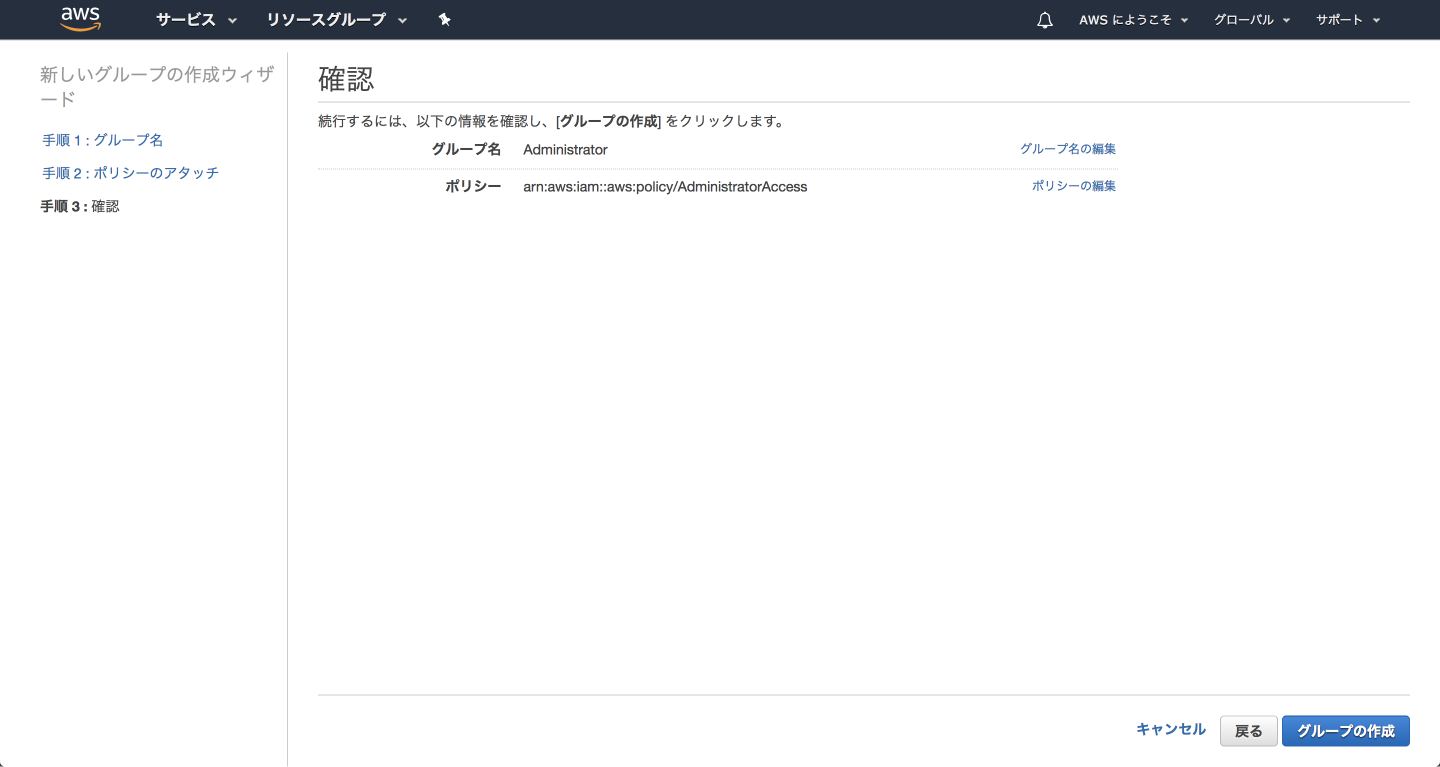 aws サービス リソースグループ AWS にようこそ グローバル サポート
新しいグループの作成ウィザ
ード
手順 1 : グループ名
手順 2 : ポリシーのアタッチ
手順 3 : 確認
確認
続行するには、以下の情報を確認し、[グループの作成] をクリックします。
グループ名 Administrator グループ名の編集
ポリシー arn:aws:iam::aws:policy/AdministratorAccess ポリシーの編集
キャンセル 戻る グループの作成